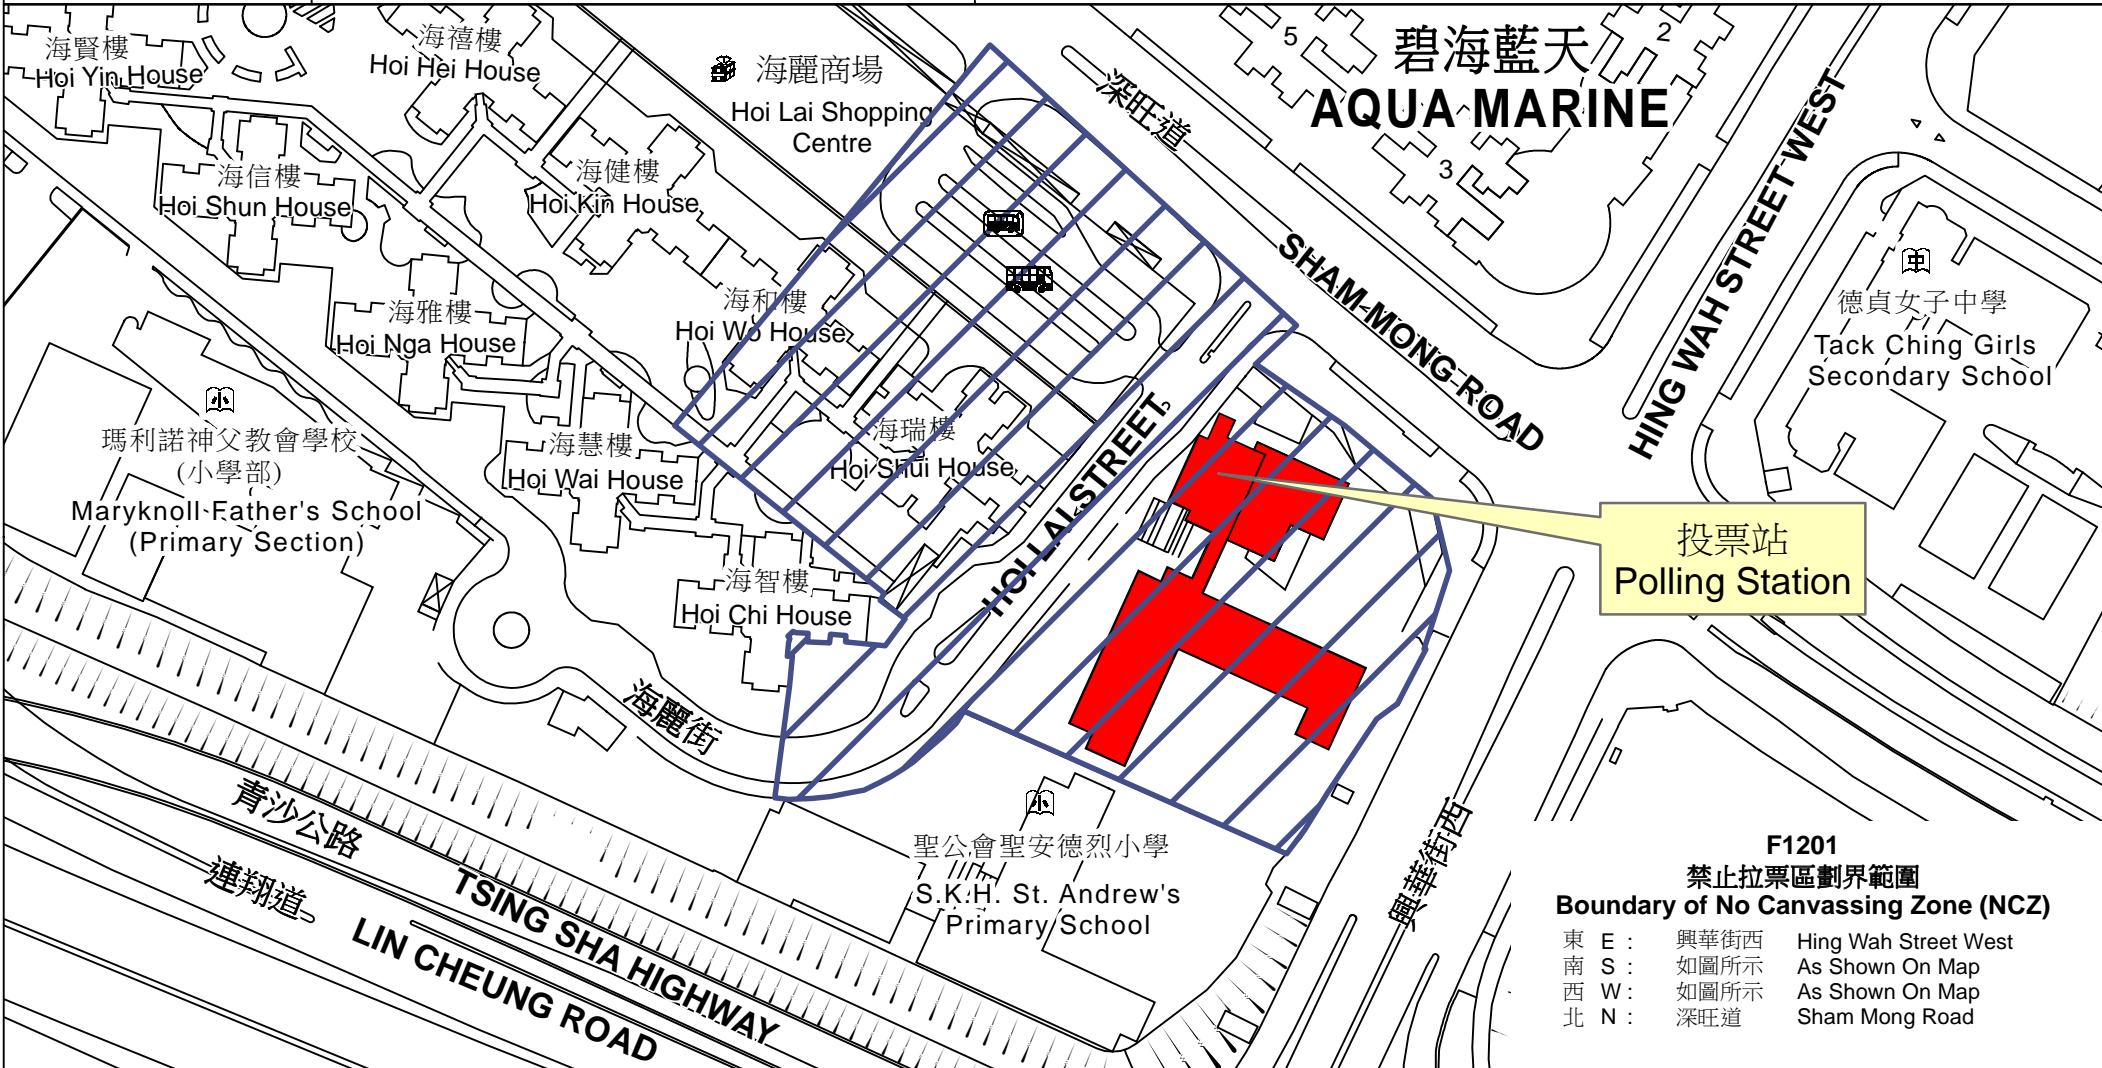 海賢樓
Hoi Yin House
海禧樓
Hoi Hei House
海麗商場
Hoi Lai Shopping
Centre
深旺道
5
碧海藍天
AQUA MARINE
2
3
海信樓
Hoi Shun House
海健樓
Hoi Kin House
SHAM MONG ROAD
HING WAH STREET WEST
中
德貞女子中學
Tack Ching Girls
Secondary School
海雅樓
Hoi Nga House
海和樓
Hoi Wo House
小
瑪利諾神父教會學校
(小學部)
Maryknoll Father's School
(Primary Section)
海慧樓
Hoi Wai House
海瑞樓
Hoi Shui House
HOI LAI STREET
投票站
Polling Station
海智樓
Hoi Chi House
海麗街
青沙公路
TSING SHA HIGHWAY
連翔道
LIN CHEUNG ROAD
小
聖公會聖安德烈小學
S.K.H. St. Andrew's
Primary School
興華街西
F1201
禁止拉票區劃界範圍
Boundary of No Canvassing Zone (NCZ)
東 E : 興華街西 Hing Wah Street West
南 S : 如圖所示 As Shown On Map
西 W : 如圖所示 As Shown On Map
北 N : 深旺道 Sham Mong Road